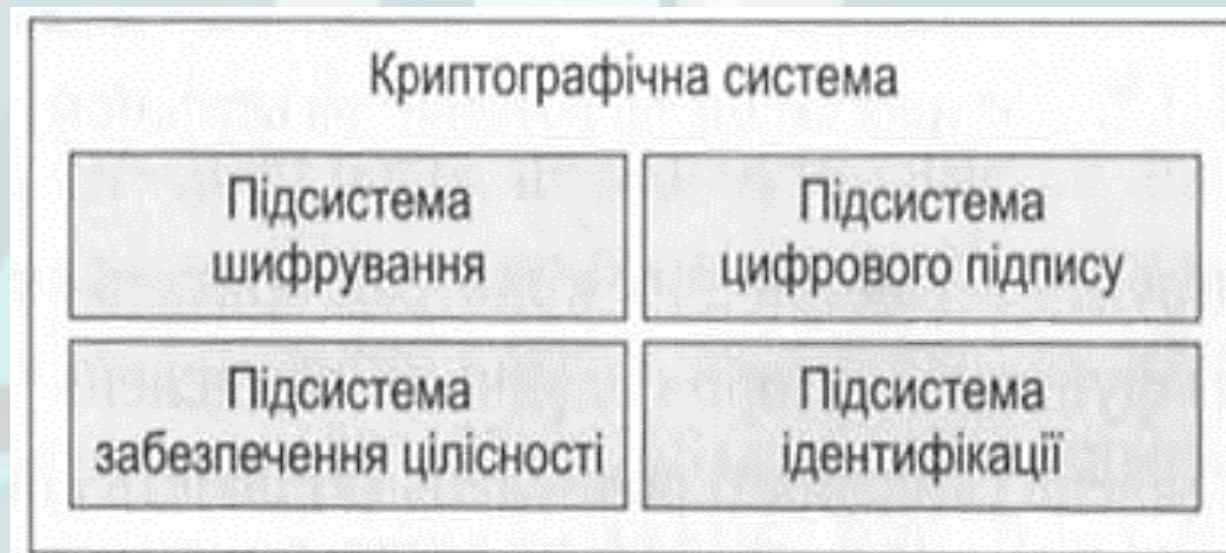 Криптографічна система
Підсистема
шифрування
Підсистема
цифрового підпису
Підсистема
забезпечення цілісності
Підсистема
ідентифікації